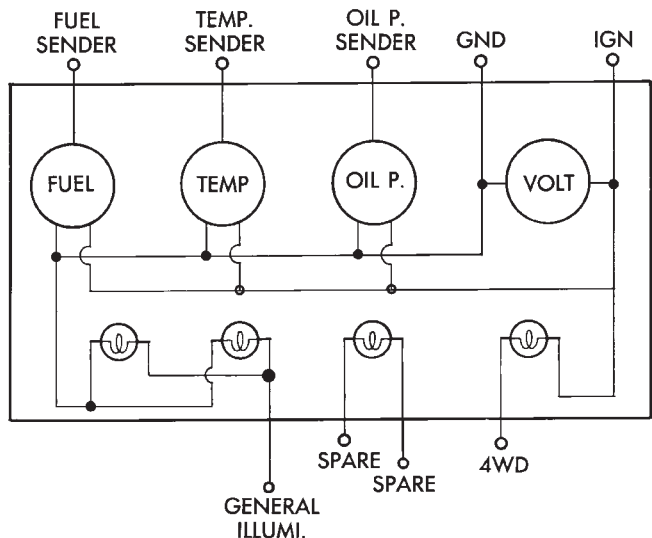 FUEL
SENDER
TEMP.
SENDER
OIL P.
SENDER
GND
IGN
FUEL
TEMP
OIL P.
VOLT
SPARE
SPARE
4WD
GENERAL
ILLUMI.